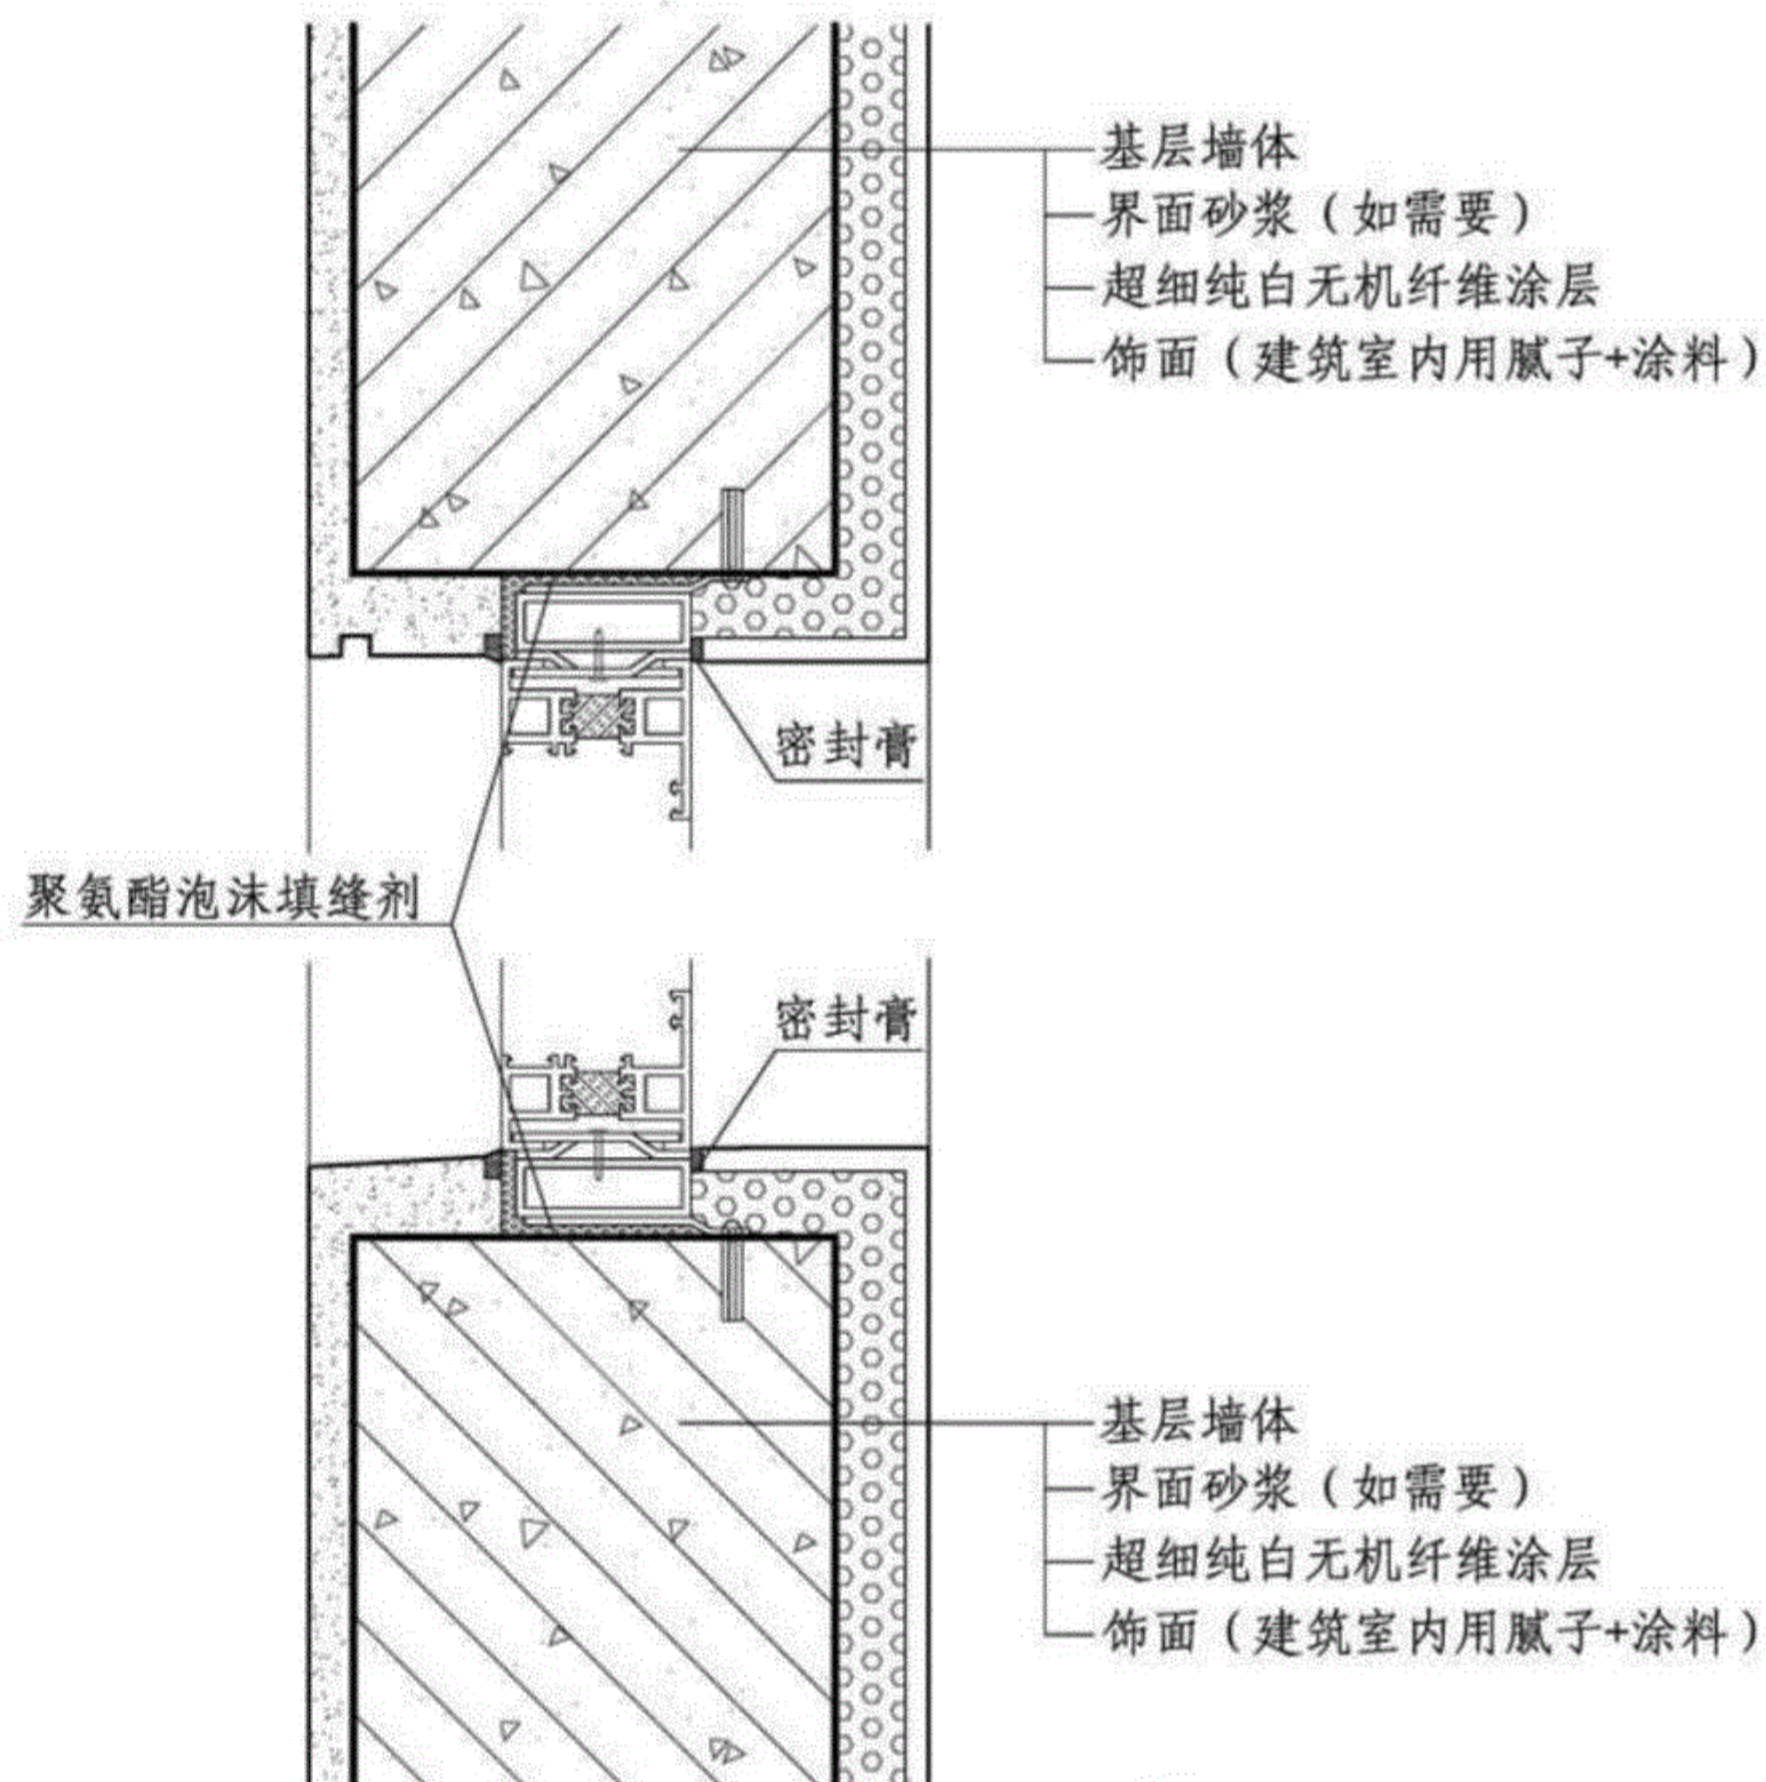 基层墙体
界面砂浆（如需要）
超细纯白无机纤维涂层
饰面（建筑室内用腻子+涂料）
密封膏
聚氨酯泡沫填缝剂
密封膏
基层墙体
界面砂浆（如需要）
超细纯白无机纤维涂层
饰面（建筑室内用腻子+涂料）